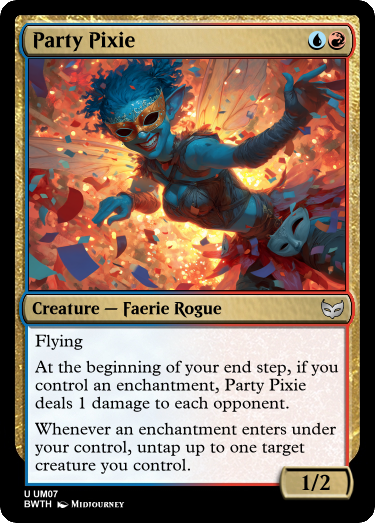 Party Pixie
Creature — Faerie Rogue
Flying
At the beginning of your end step, if you
control an enchantment, Party Pixie
deals 1 damage to each opponent.
Whenever an enchantment enters under
your control, untap up to one target
creature you control.
1/2
U UM07
BWTH Midjourney